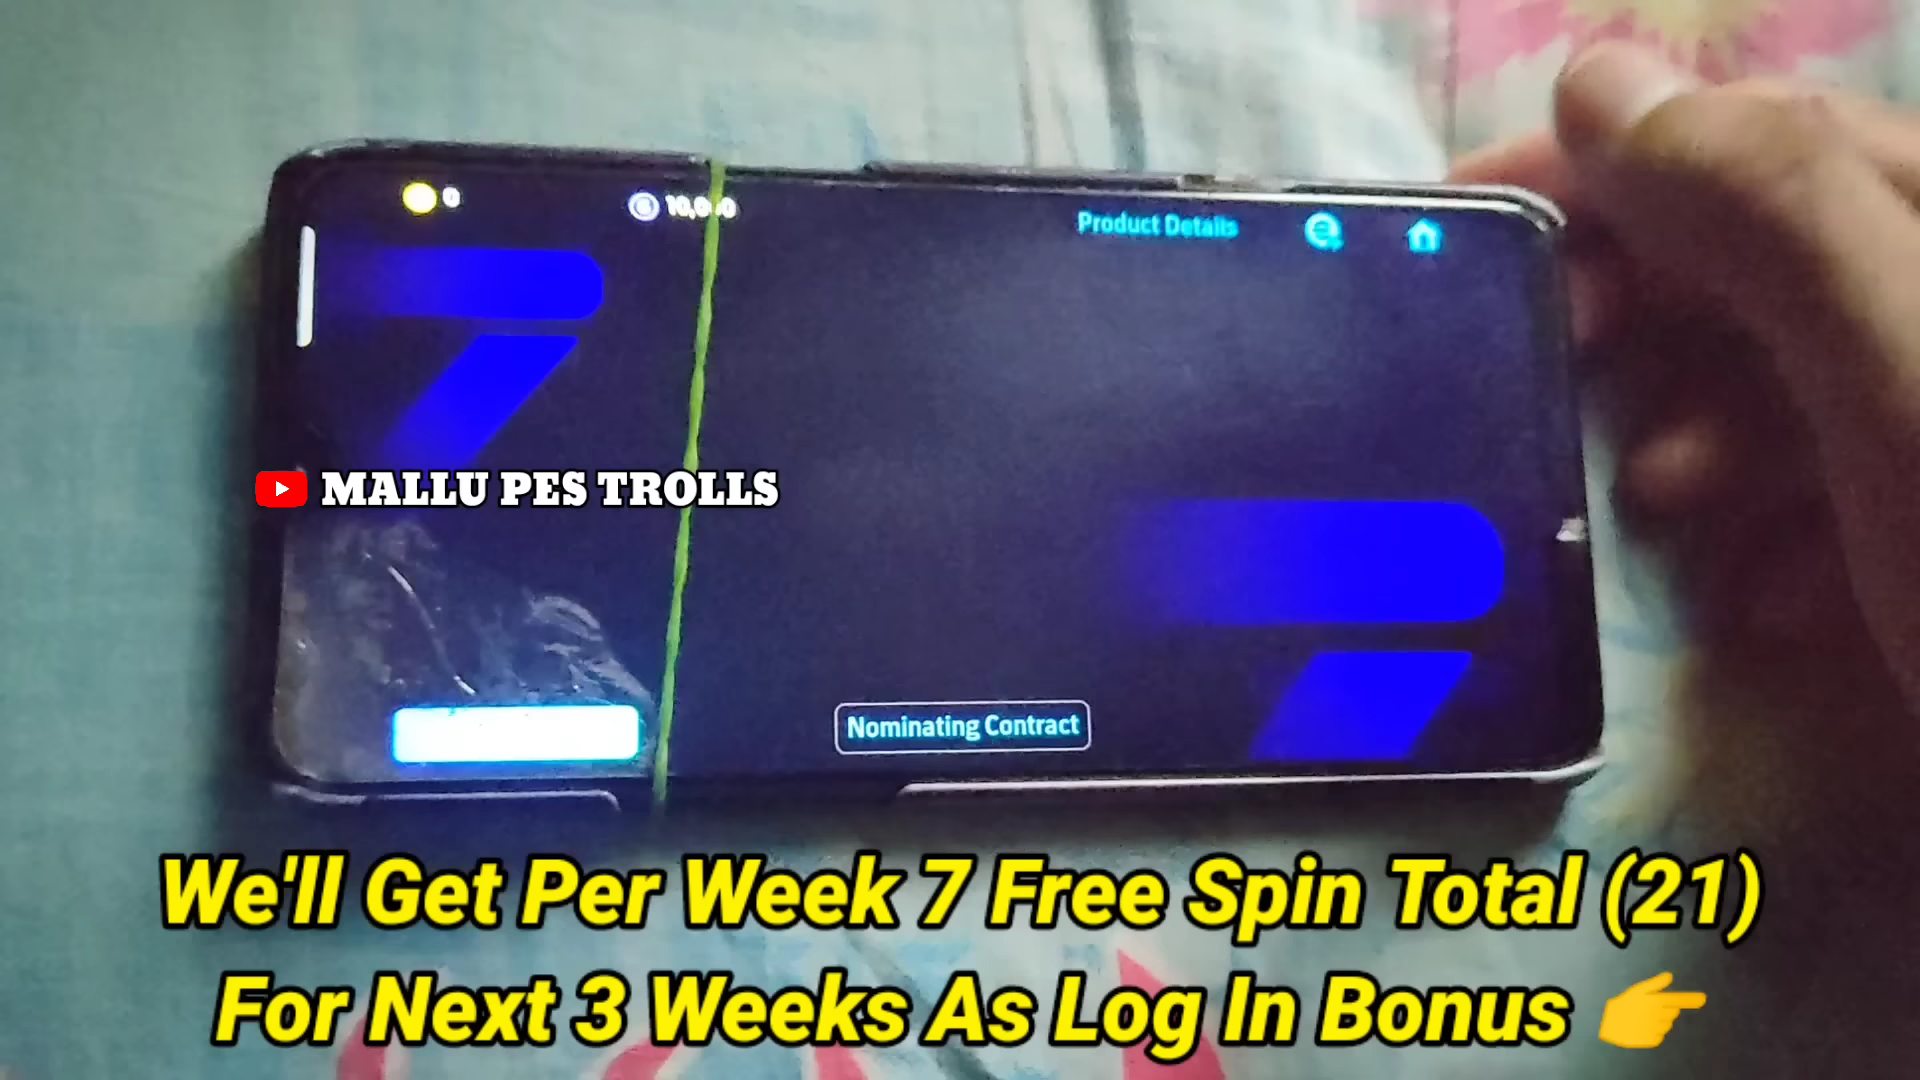 0
Product Details
MALLU PES TROLLS
Nominating Contract
We'll Get Per Week 7 Free Spin Total (21)
For Next 3 Weeks As Log In Bonus